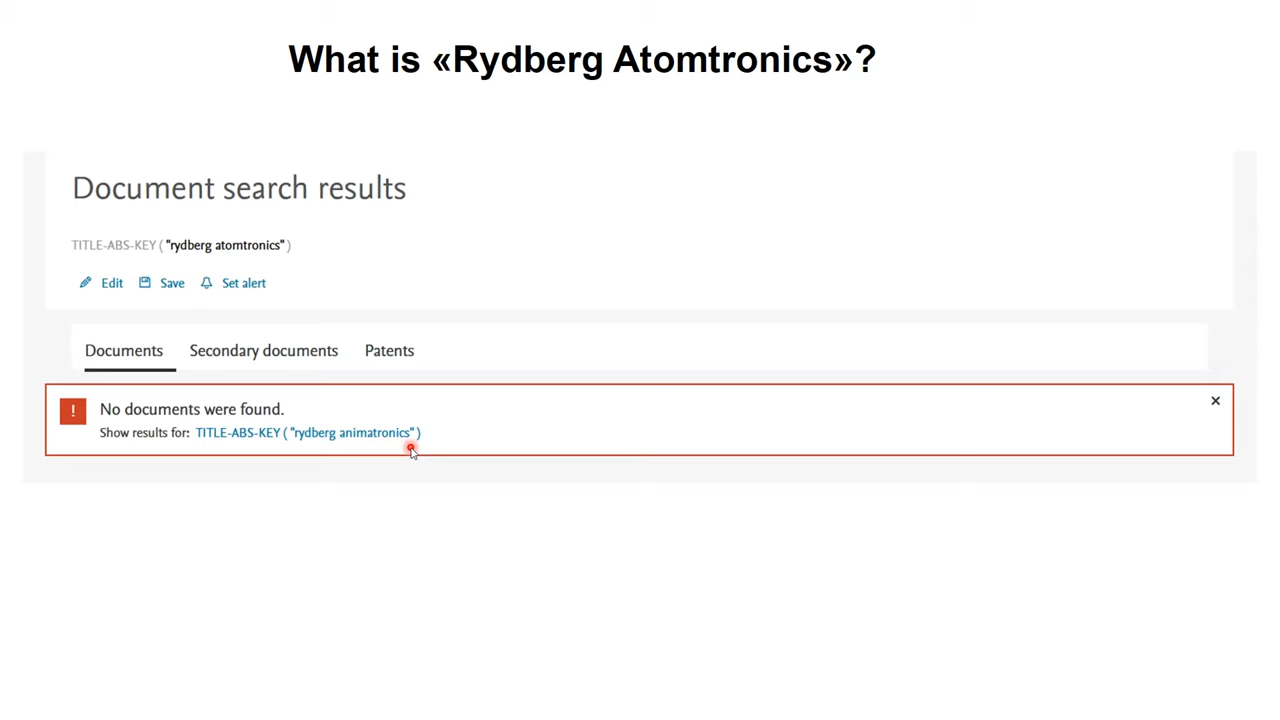 What is «Rydberg Atomtronics»?
Document search results
TITLE-ABS-KEY ( "rydberg atomtronics" )
Edit Save Set alert
Documents Secondary documents Patents
! No documents were found.
Show results for: TITLE-ABS-KEY ( "rydberg animatronics" )